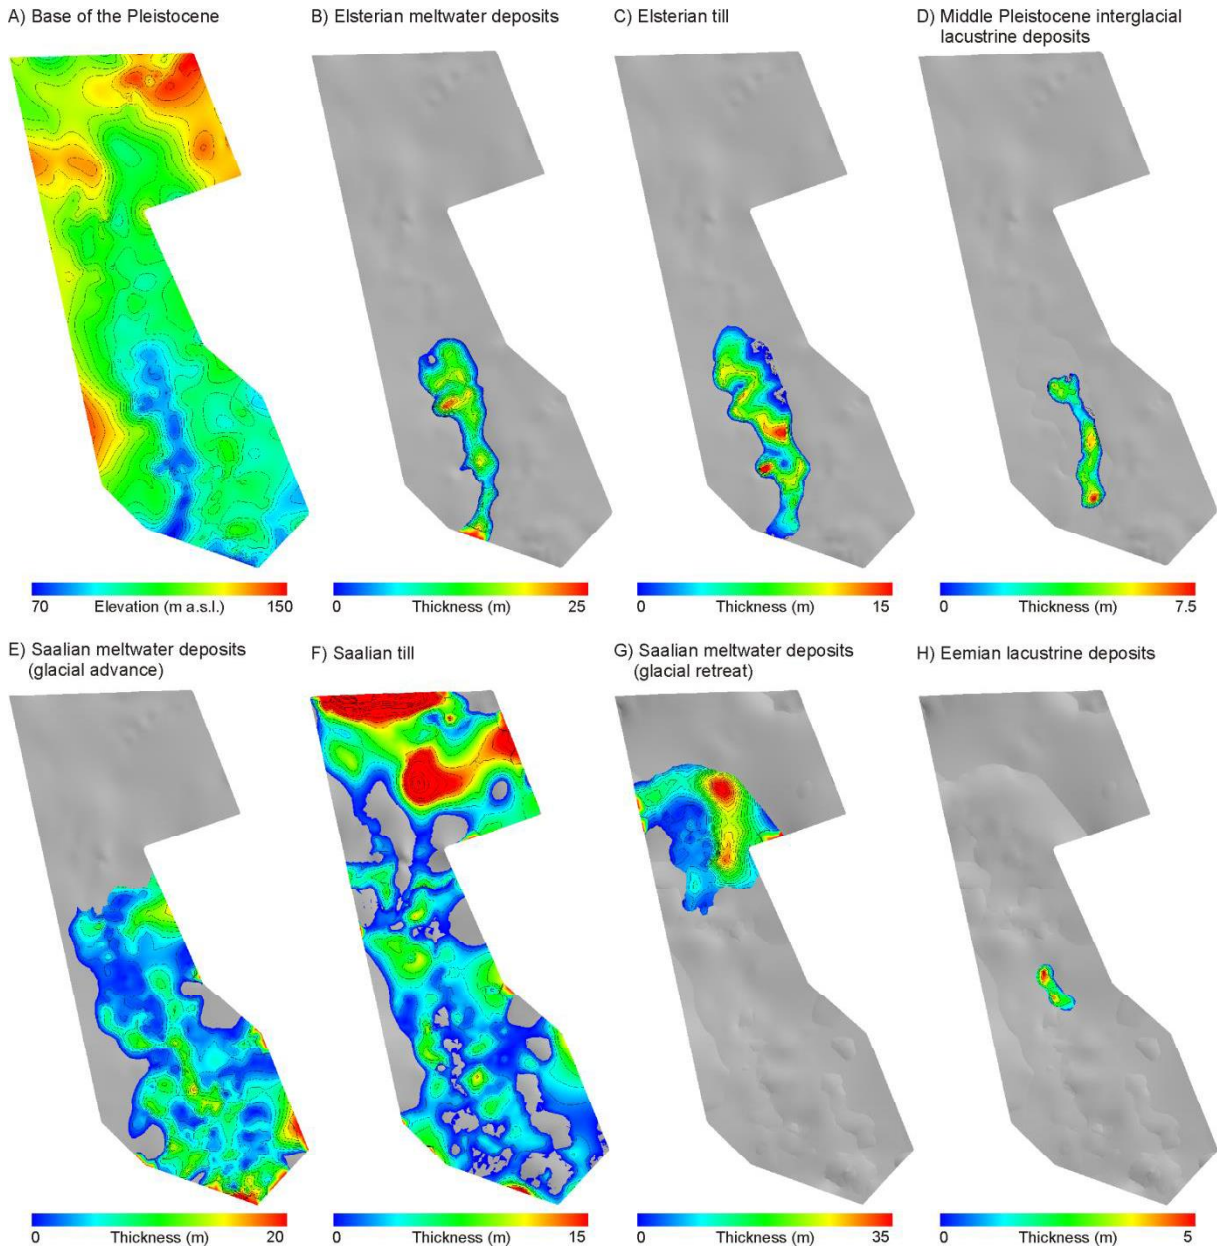 A) Base of the Pleistocene
B) Elsterian meltwater deposits
C) Elsterian till
D) Middle Pleistocene interglacial
lacustrine deposits
70 Elevation (m a.s.l.) 150
0 Thickness (m) 25
0 Thickness (m) 15
0 Thickness (m) 7.5
E) Saalian meltwater deposits
(glacial advance)
F) Saalian till
G) Saalian meltwater deposits
(glacial retreat)
H) Eemian lacustrine deposits
0 Thickness (m) 20
0 Thickness (m) 15
0 Thickness (m) 35
0 Thickness (m) 5